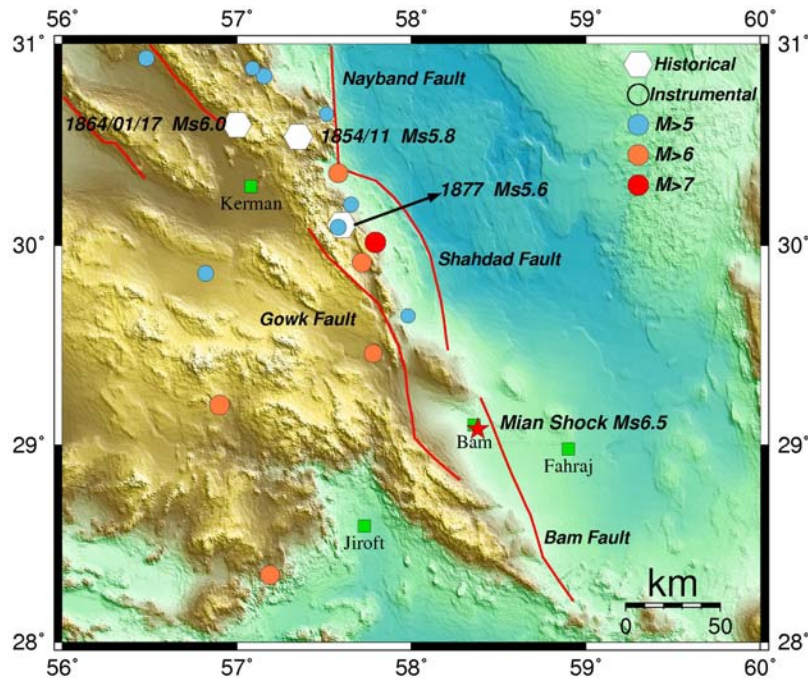 56° 57° 58° 59° 60°
31° 31°
Nayband Fault
Historical
Instrumental
1864/01/17 Ms6.0
1854/11 Ms5.8
M>5
M>6
M>7
Kerman
1877 Ms5.6
30° 30°
Shahdad Fault
Gowk Fault
Mian Shock Ms6.5
Bam
29° 29°
Fahraj
Jiroft
Bam Fault
km
0 50
28° 28°
56° 57° 58° 59° 60°